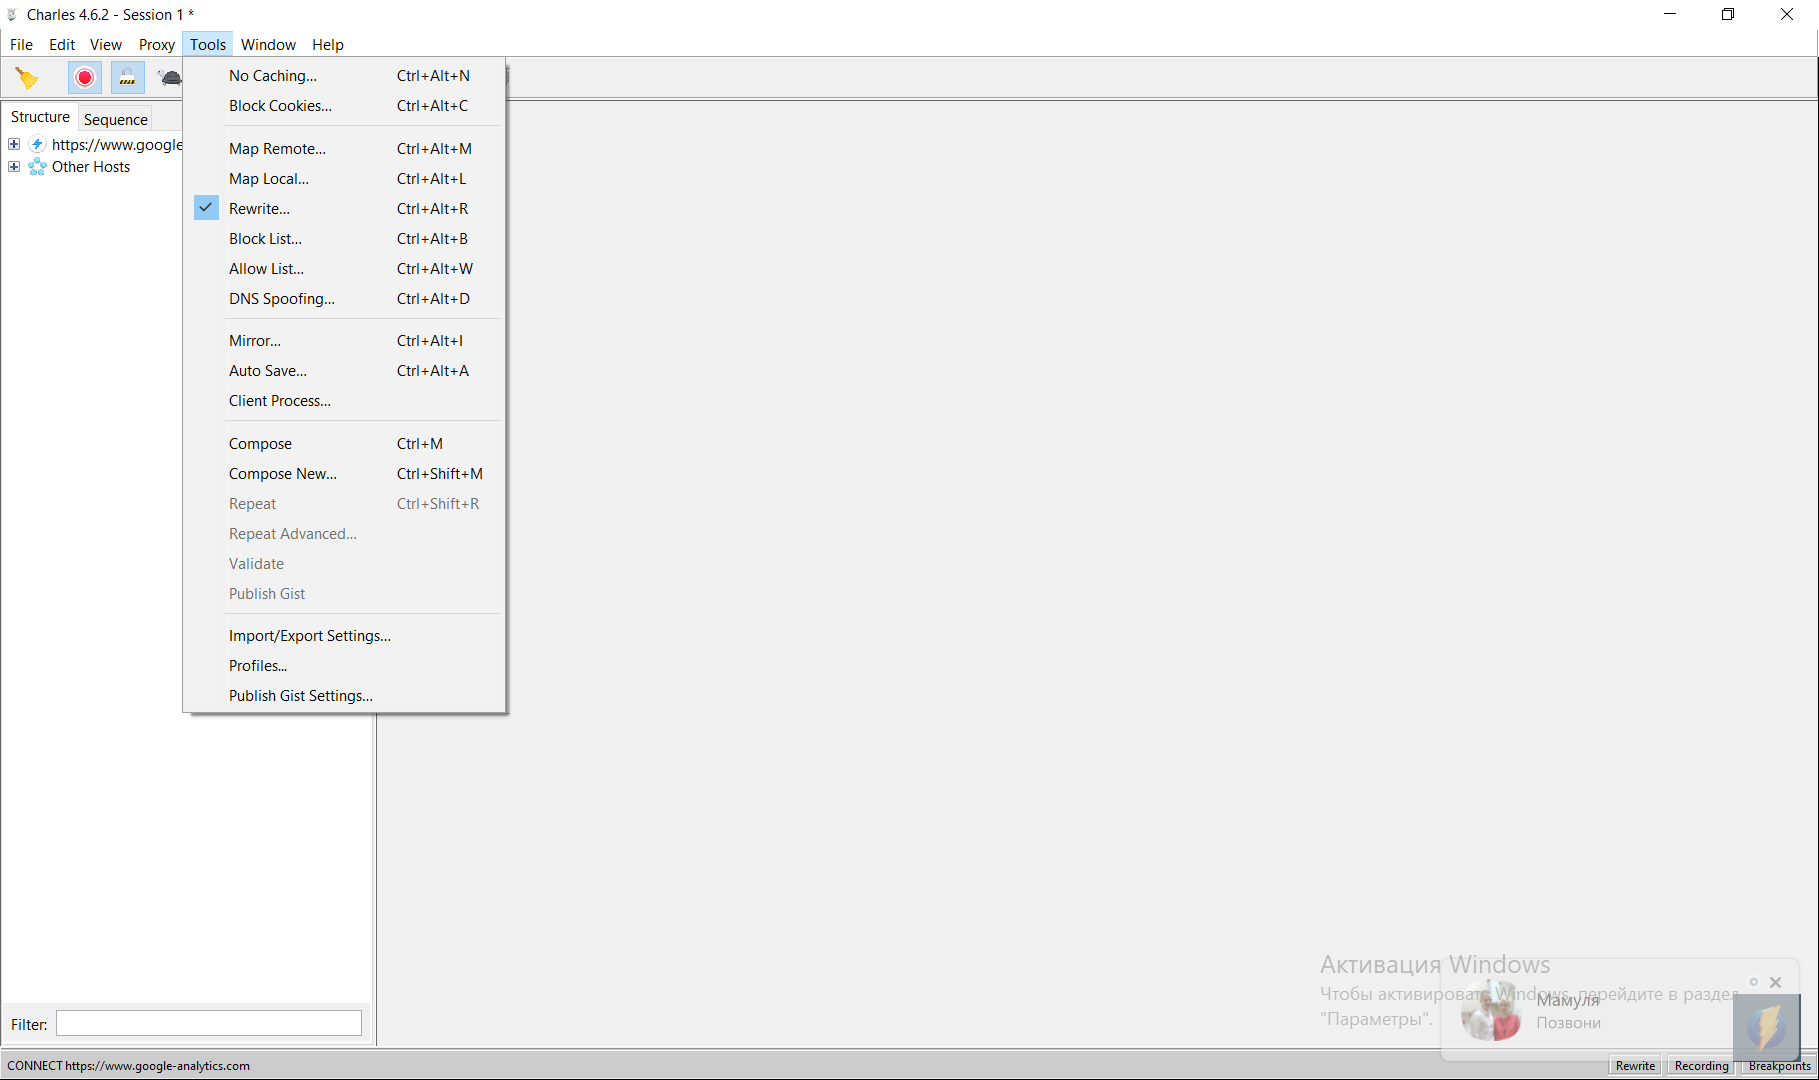 Charles 4.6.2 - Session 1 *
File Edit View Proxy Tools Window Help
No Caching... Ctrl+Alt+N
Block Cookies... Ctrl+Alt+C
Structure Sequence
https://www.google
Other Hosts
Map Remote... Ctrl+Alt+M
Map Local... Ctrl+Alt+L
Rewrite... Ctrl+Alt+R
Block List... Ctrl+Alt+B
Allow List... Ctrl+Alt+W
DNS Spoofing... Ctrl+Alt+D
Mirror... Ctrl+Alt+I
Auto Save... Ctrl+Alt+A
Client Process...
Compose Ctrl+M
Compose New... Ctrl+Shift+M
Repeat Ctrl+Shift+R
Repeat Advanced...
Validate
Publish Gist
Import/Export Settings...
Profiles...
Publish Gist Settings...
Активация Windows
Чтобы активировать Windows, перейдите в раздел
"Параметры".
Мамуля
Позвони
Filter:
CONNECT https://www.google-analytics.com
Rewrite Recording Breakpoints